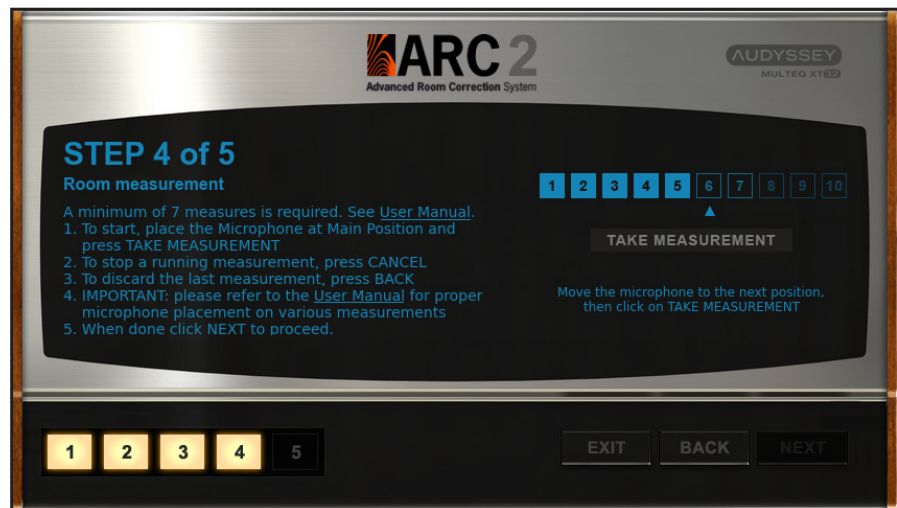 ARC 2
Advanced Room Correction System
AUDYSSEY
MULTEQ XT32
STEP 4 of 5
Room measurement
A minimum of 7 measures is required. See User Manual.
1. To start, place the Microphone at Main Position and
press TAKE MEASUREMENT
2. To stop a running measurement, press CANCEL
3. To discard the last measurement, press BACK
4. IMPORTANT: please refer to the User Manual for proper
microphone placement on various measurements
5. When done click NEXT to proceed.
1 2 3 4 5 6 7 8 9 10
TAKE MEASUREMENT
Move the microphone to the next position,
then click on TAKE MEASUREMENT
1 2 3 4 5
EXIT BACK NEXT